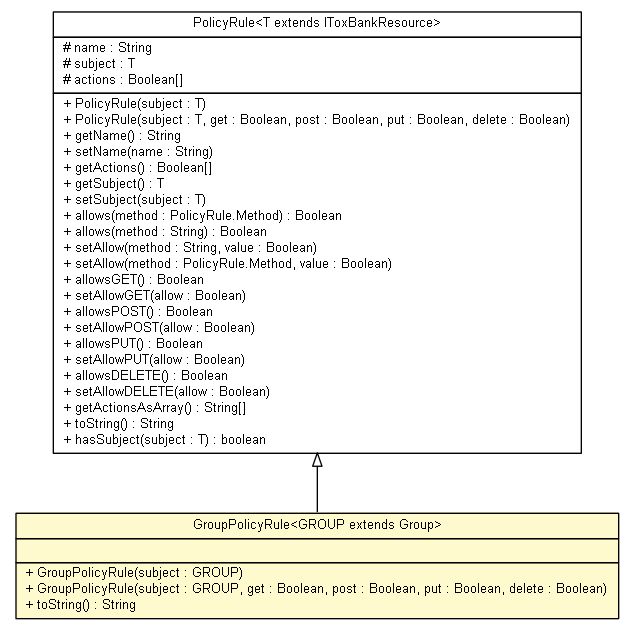 PolicyRule<T extends IToxBankResource>
# name : String
# subject : T
# actions : Boolean[]
+ PolicyRule(subject : T)
+ PolicyRule(subject : T, get : Boolean, post : Boolean, put : Boolean, delete : Boolean)
+ getName() : String
+ setName(name : String)
+ getActions() : Boolean[]
+ getSubject() : T
+ setSubject(subject : T)
+ allows(method : PolicyRule.Method) : Boolean
+ allows(method : String) : Boolean
+ setAllow(method : String, value : Boolean)
+ setAllow(method : PolicyRule.Method, value : Boolean)
+ allowsGET() : Boolean
+ setAllowGET(allow : Boolean)
+ allowsPOST() : Boolean
+ setAllowPOST(allow : Boolean)
+ allowsPUT() : Boolean
+ setAllowPUT(allow : Boolean)
+ allowsDELETE() : Boolean
+ setAllowDELETE(allow : Boolean)
+ getActionsAsArray() : String[]
+ toString() : String
+ hasSubject(subject : T) : boolean
GroupPolicyRule<GROUP extends Group>
+ GroupPolicyRule(subject : GROUP)
+ GroupPolicyRule(subject : GROUP, get : Boolean, post : Boolean, put : Boolean, delete : Boolean)
+ toString() : String